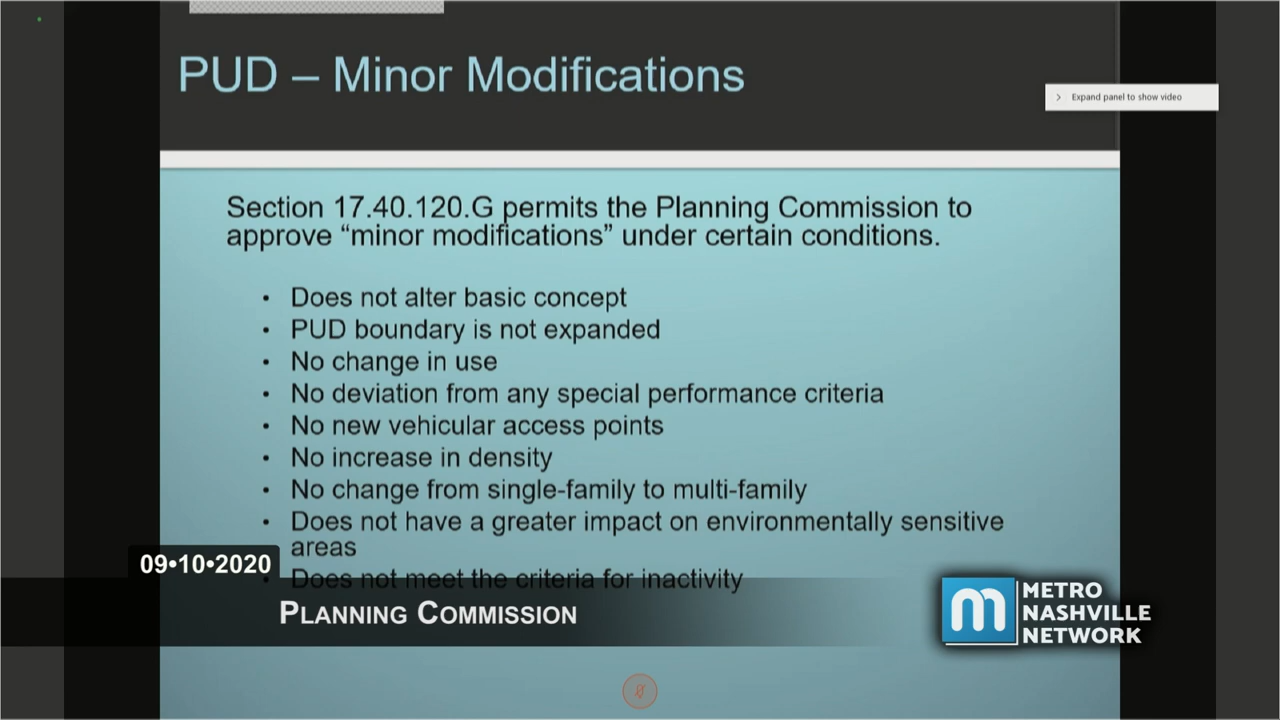 PUD – Minor Modifications
Expand panel to show video
Section 17.40.120.G permits the Planning Commission to
approve “minor modifications” under certain conditions.
• Does not alter basic concept
• PUD boundary is not expanded
• No change in use
• No deviation from any special performance criteria
• No new vehicular access points
• No increase in density
• No change from single-family to multi-family
• Does not have a greater impact on environmentally sensitive
areas
• Does not meet the criteria for inactivity
09•10•2020
PLANNING COMMISSION
m
METRO
NASHVILLE
NETWORK